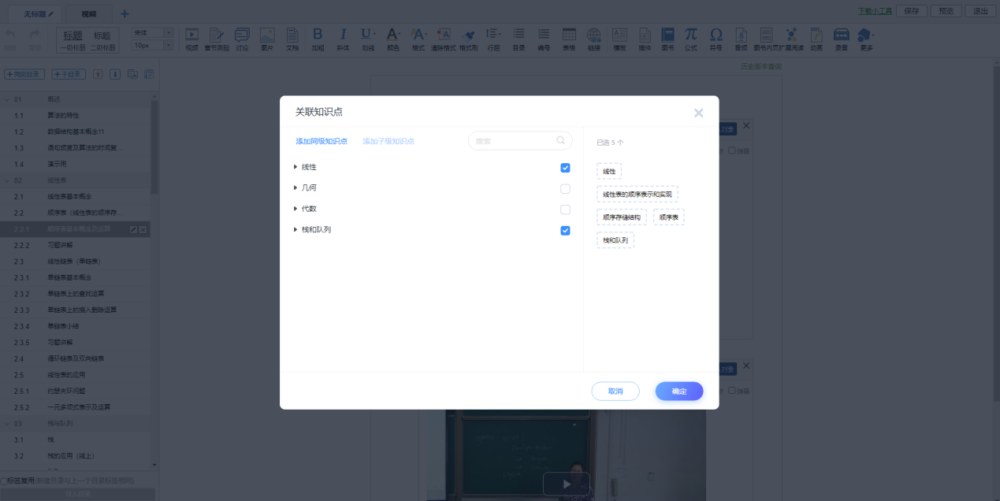 无标题
视频
下载小工具
保存
预览
退出
标题
标题
一级标题
二级标题
宋体
10px
视频
章节测验
讨论
图片
文档
加粗
斜体
划线
颜色
格式
清除格式
格式刷
行距
目录
编号
表格
链接
模板
插件
图书
公式
符号
音频
图书内页
扩展阅读
动画
录音
更多
同级目录
子目录
历史版本查阅
01 概述
1.1 算法的特性
1.2 数据结构基本概念11
1.3 语句频度及算法的时间复...
1.4 演示用
02 线性表
2.1 线性表基本概念
2.2 顺序表（线性表的顺序存...
2.2.1 顺序表基本概念及运算
2.2.2 习题讲解
2.3 线性链表（单链表）
2.3.1 单链表基本概念
2.3.2 单链表上的查找运算
2.3.3 单链表上的插入删除运算
2.3.4 单链表小结
2.3.5 习题讲解
2.4 循环链表及双向链表
2.5 线性表的应用
2.5.1 约瑟夫环问题
2.5.2 一元多项式表示及运算
03 栈与队列
3.1 栈
3.2 栈的应用（线上）
标签复用(新建目录与上一个目录标签相同)
导入目录
关联知识点
添加同级知识点
添加子级知识点
搜索
线性
几何
代数
栈和队列
已选 5 个
线性
线性表的顺序表示和实现
顺序存储结构
顺序表
栈和队列
取消
确定
对象
弹幕
对象
弹幕